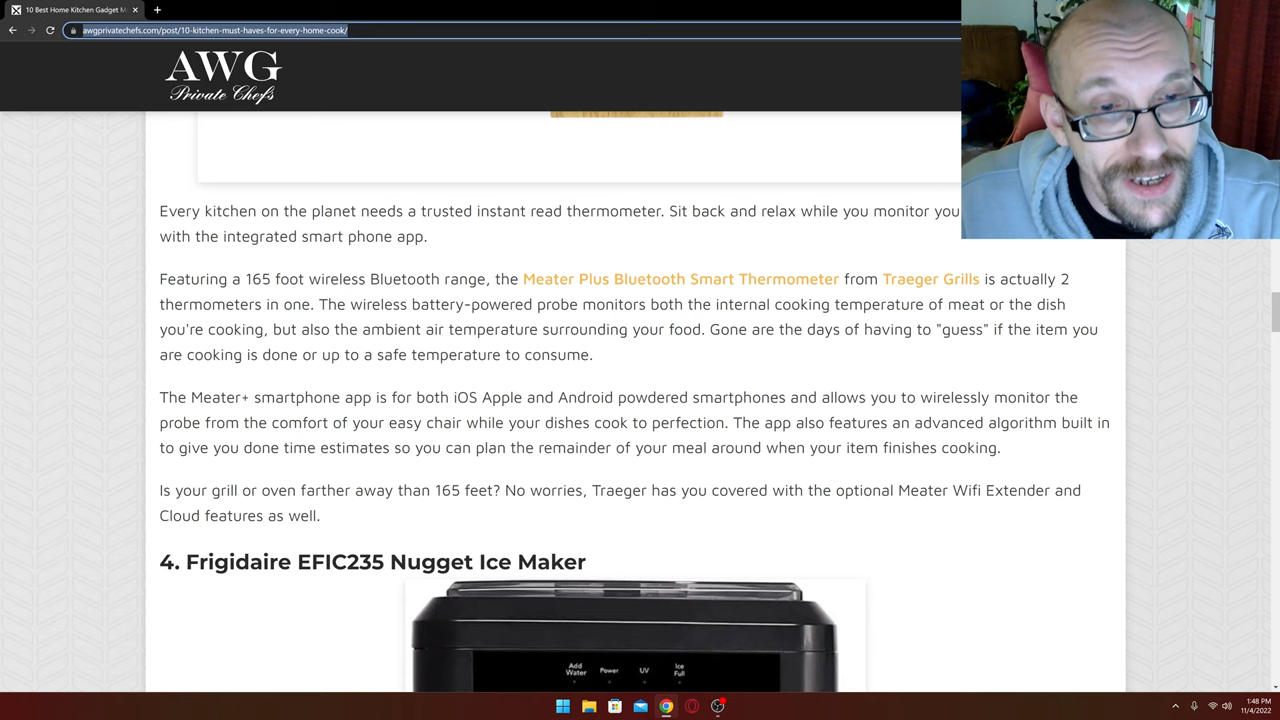 10 Best Home Kitchen Gadget M
awgprivatechefs.com/post/10-kitchen-must-haves-for-every-home-cook/
AWG
Private Chefs
Every kitchen on the planet needs a trusted instant read thermometer. Sit back and relax while you monitor you
with the integrated smart phone app.
Featuring a 165 foot wireless Bluetooth range, the Meater Plus Bluetooth Smart Thermometer from Traeger Grills is actually 2
thermometers in one. The wireless battery-powered probe monitors both the internal cooking temperature of meat or the dish
you're cooking, but also the ambient air temperature surrounding your food. Gone are the days of having to "guess" if the item you
are cooking is done or up to a safe temperature to consume.
The Meater+ smartphone app is for both iOS Apple and Android powdered smartphones and allows you to wirelessly monitor the
probe from the comfort of your easy chair while your dishes cook to perfection. The app also features an advanced algorithm built in
to give you done time estimates so you can plan the remainder of your meal around when your item finishes cooking.
Is your grill or oven farther away than 165 feet? No worries, Traeger has you covered with the optional Meater Wifi Extender and
Cloud features as well.
4. Frigidaire EFIC235 Nugget Ice Maker
Add Water Power UV Ice Full
1:48 PM
11/4/2022